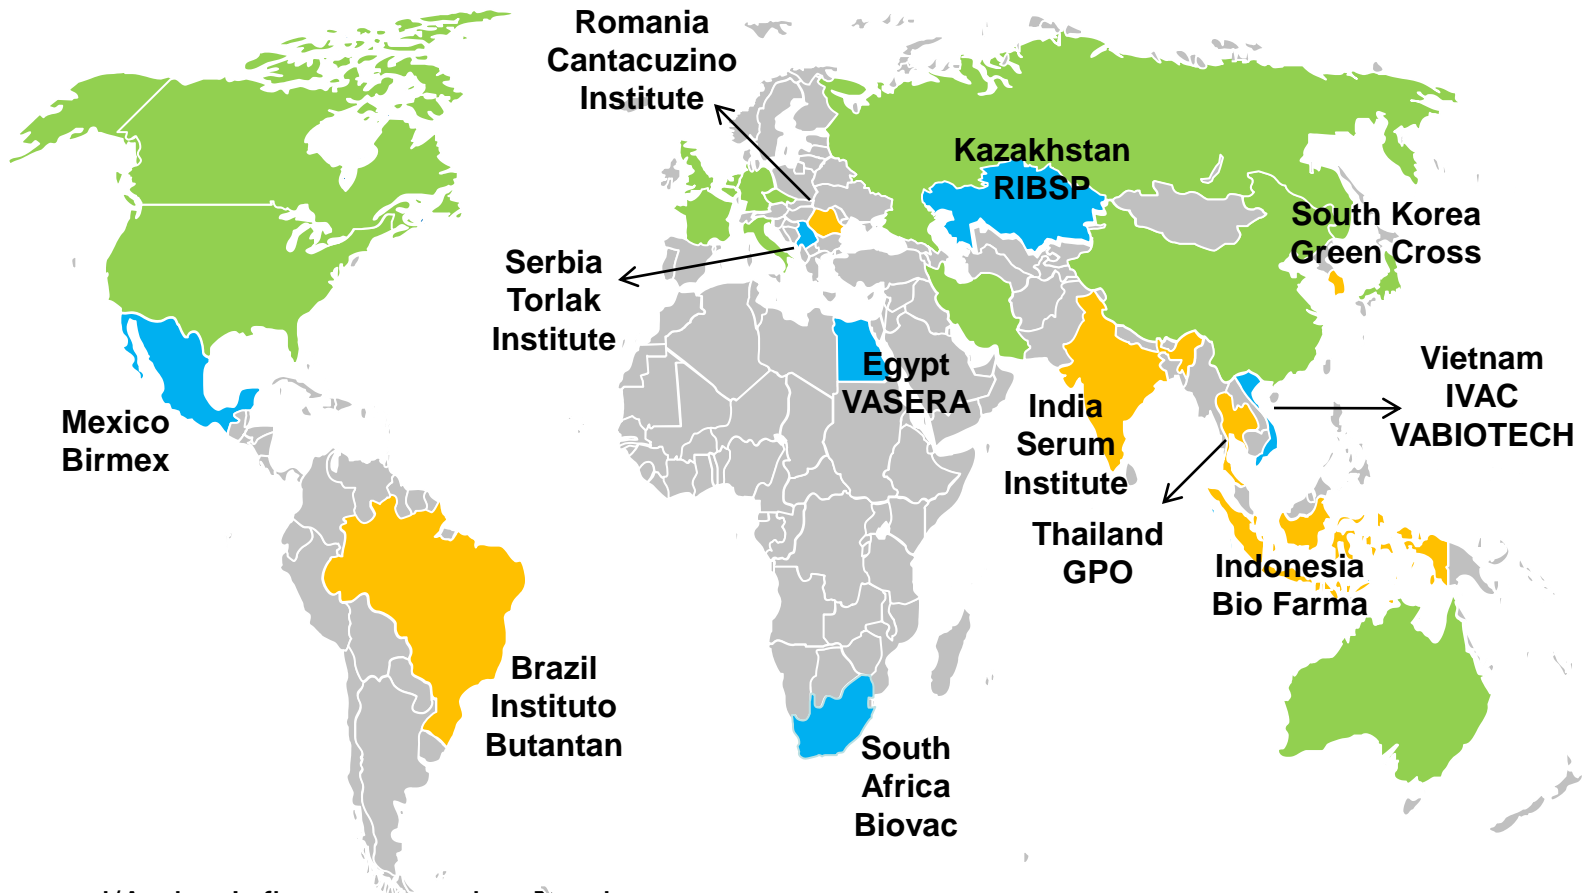 Romania
Cantacuzino
Institute
Kazakhstan
RIBSP
South Korea
Green Cross
Serbia
Torlak
Institute
Egypt
VASERA
Vietnam
IVAC
VABIOTECH
India
Serum
Institute
Mexico
Birmex
Thailand
GPO
Indonesia
Bio Farma
Brazil
Instituto
Butantan
South
Africa
Biovac